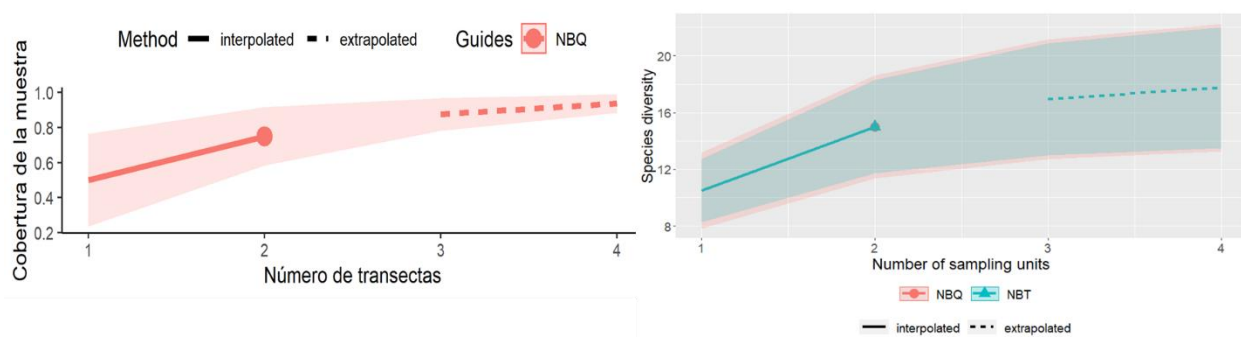 Method interpolated extrapolated Guides NBQ
Cobertura de la muestra
1.0
0.8
0.6
0.4
0.2
1 2 3 4
Número de transectas
Species diversity
20
16
12
8
1 2 3 4
Number of sampling units
NBQ NBT
interpolated extrapolated